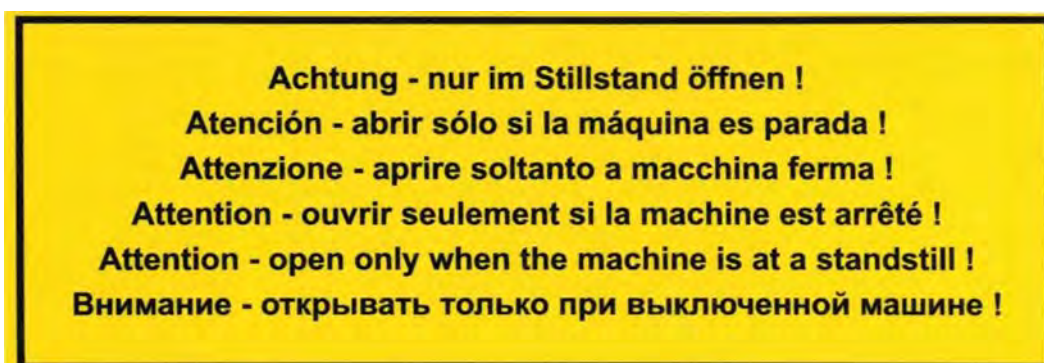 Achtung - nur im Stillstand öffnen !
Atención - abrir sólo si la máquina es parada !
Attenzione - aprire soltanto a macchina ferma !
Attention - ouvrir seulement si la machine est arrêté !
Attention - open only when the machine is at a standstill !
Внимание - открывать только при выключенной машине !